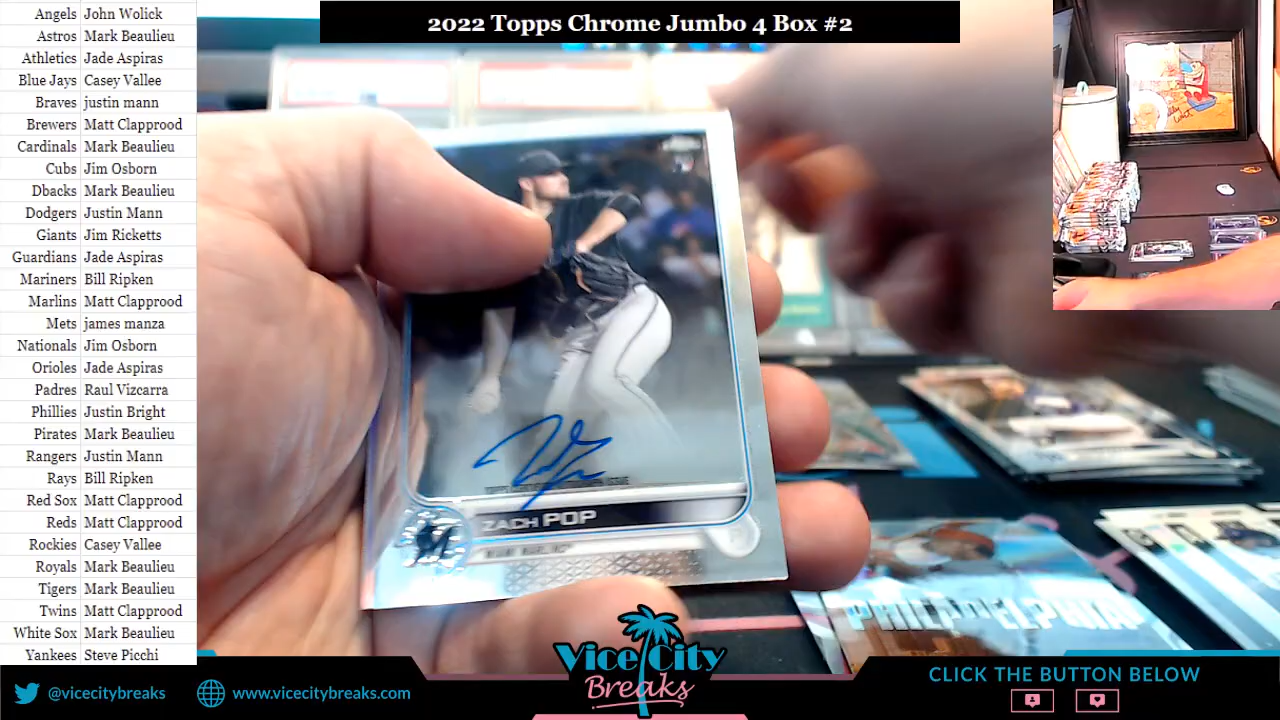 2022 Topps Chrome Jumbo 4 Box #2
Angels John Wolick
Astros Mark Beaulieu
Athletics Jade Aspiras
Blue Jays Casey Vallee
Braves justin mann
Brewers Matt Clapprood
Cardinals Mark Beaulieu
Cubs Jim Osborn
Dbacks Mark Beaulieu
Dodgers Justin Mann
Giants Jim Ricketts
Guardians Jade Aspiras
Mariners Bill Ripken
Marlins Matt Clapprood
Mets james manza
Nationals Jim Osborn
Orioles Jade Aspiras
Padres Raul Vizcarra
Phillies Justin Bright
Pirates Mark Beaulieu
Rangers Justin Mann
Rays Bill Ripken
Red Sox Matt Clapprood
Reds Matt Clapprood
Rockies Casey Vallee
Royals Mark Beaulieu
Tigers Mark Beaulieu
Twins Matt Clapprood
White Sox Mark Beaulieu
Yankees Steve Picchi
ZACH POP
MIAMI MARLINS
PHILADELPHIA
@vicecitybreaks
www.vicecitybreaks.com
Vice City
Breaks
CLICK THE BUTTON BELOW